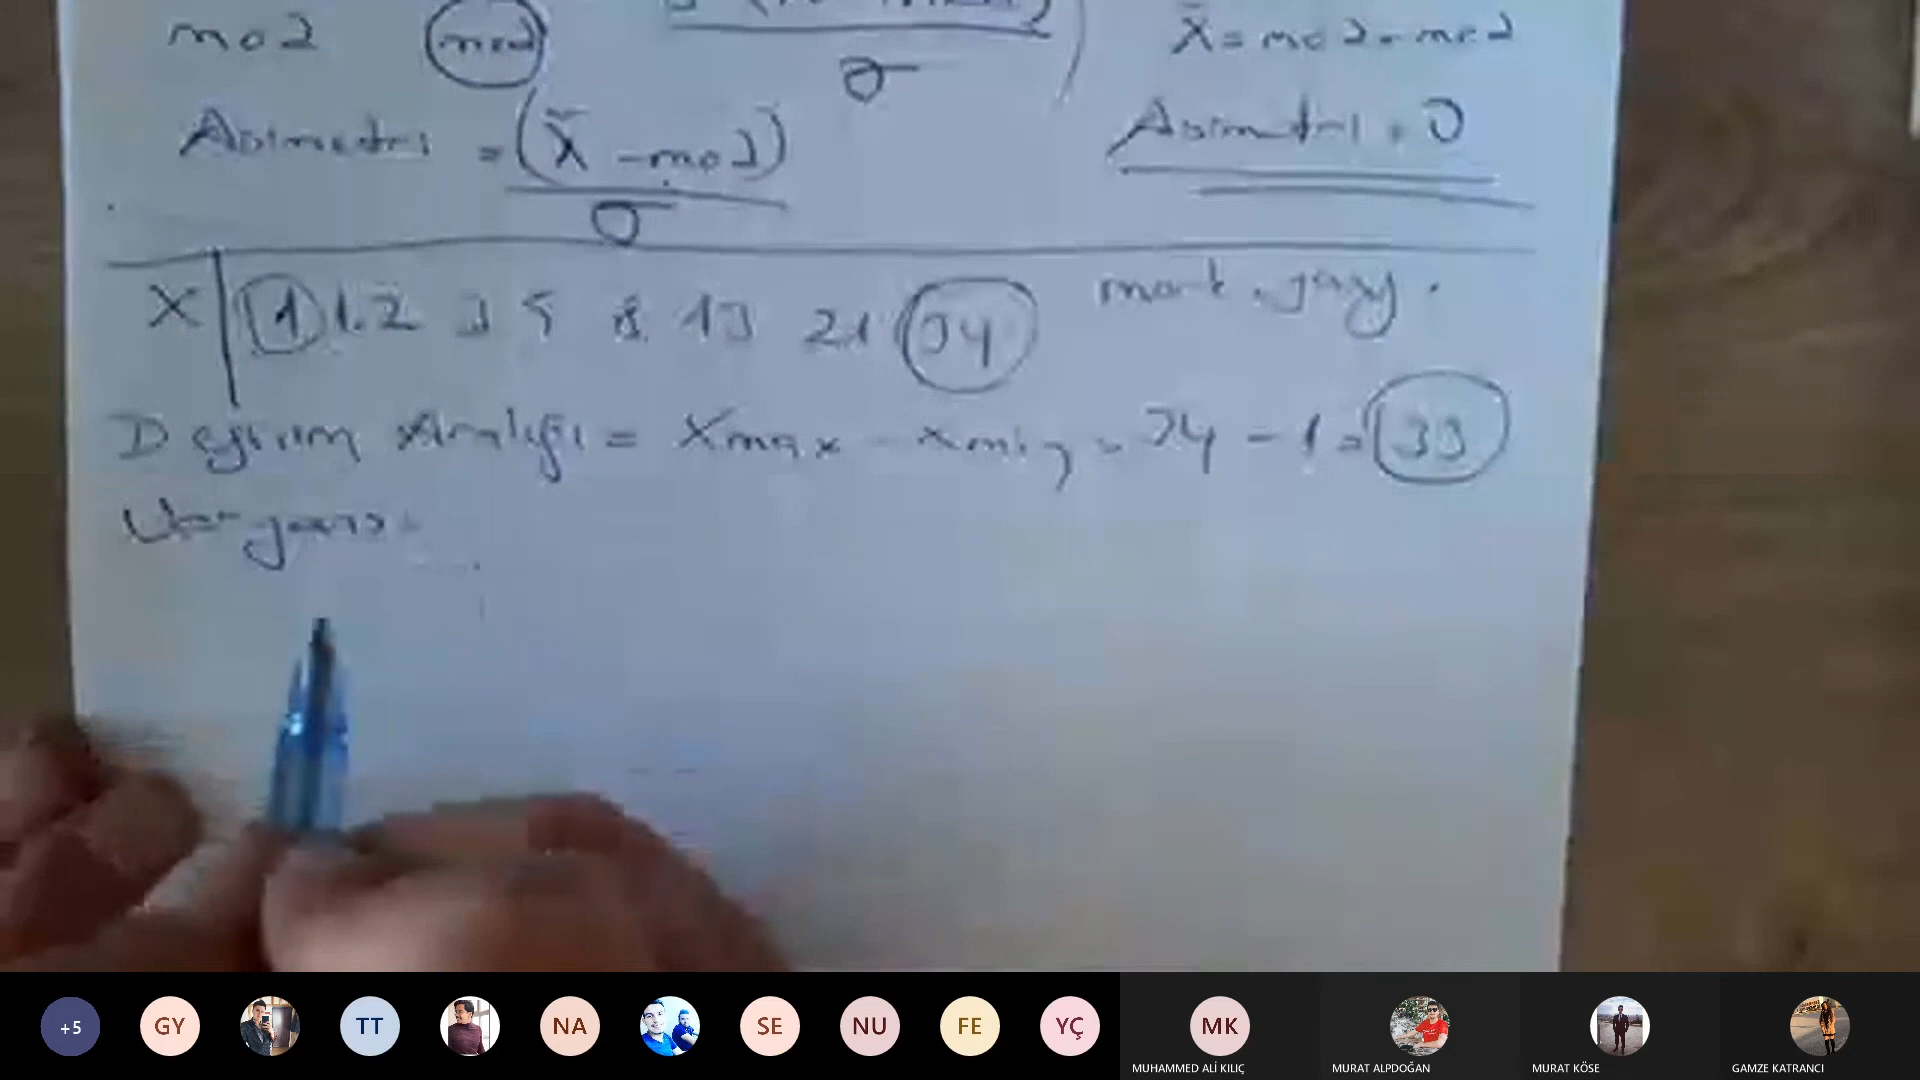 mod med σ x̄ = mod = med
Asimetri = (x̄ - mod) Asimetri = 0
σ
X | 1 1 2 3 5 8 13 21 34
Değişim Aralığı = Xmax - Xmin = 34 - 1 = 33
Varyans =
+5 GY TT NA SE NU FE YÇ MK
MUHAMMED ALİ KILIÇ MURAT ALPDOĞAN MURAT KÖSE GAMZE KATRANCI